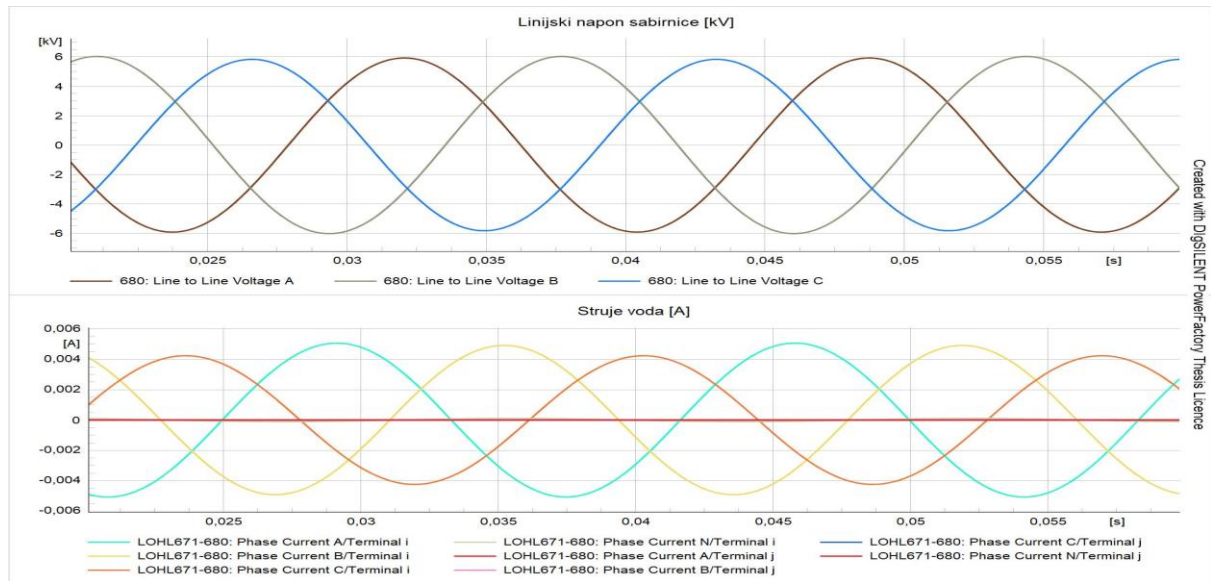 Linijski napon sabirnice [kV]
[kV]
6
4
2
0
-2
-4
-6
0,025 0,03 0,035 0,04 0,045 0,05 0,055 [s]
680: Line to Line Voltage A 680: Line to Line Voltage B 680: Line to Line Voltage C
Struje voda [A]
0,006
[A]
0,004
0,002
0
-0,002
-0,004
-0,006
0,025 0,03 0,035 0,04 0,045 0,05 0,055 [s]
LOHL671-680: Phase Current A/Terminal i LOHL671-680: Phase Current N/Terminal i LOHL671-680: Phase Current C/Terminal j
LOHL671-680: Phase Current B/Terminal i LOHL671-680: Phase Current A/Terminal j LOHL671-680: Phase Current N/Terminal j
LOHL671-680: Phase Current C/Terminal i LOHL671-680: Phase Current B/Terminal j
Created with DIgSILENT PowerFactory Thesis Licence